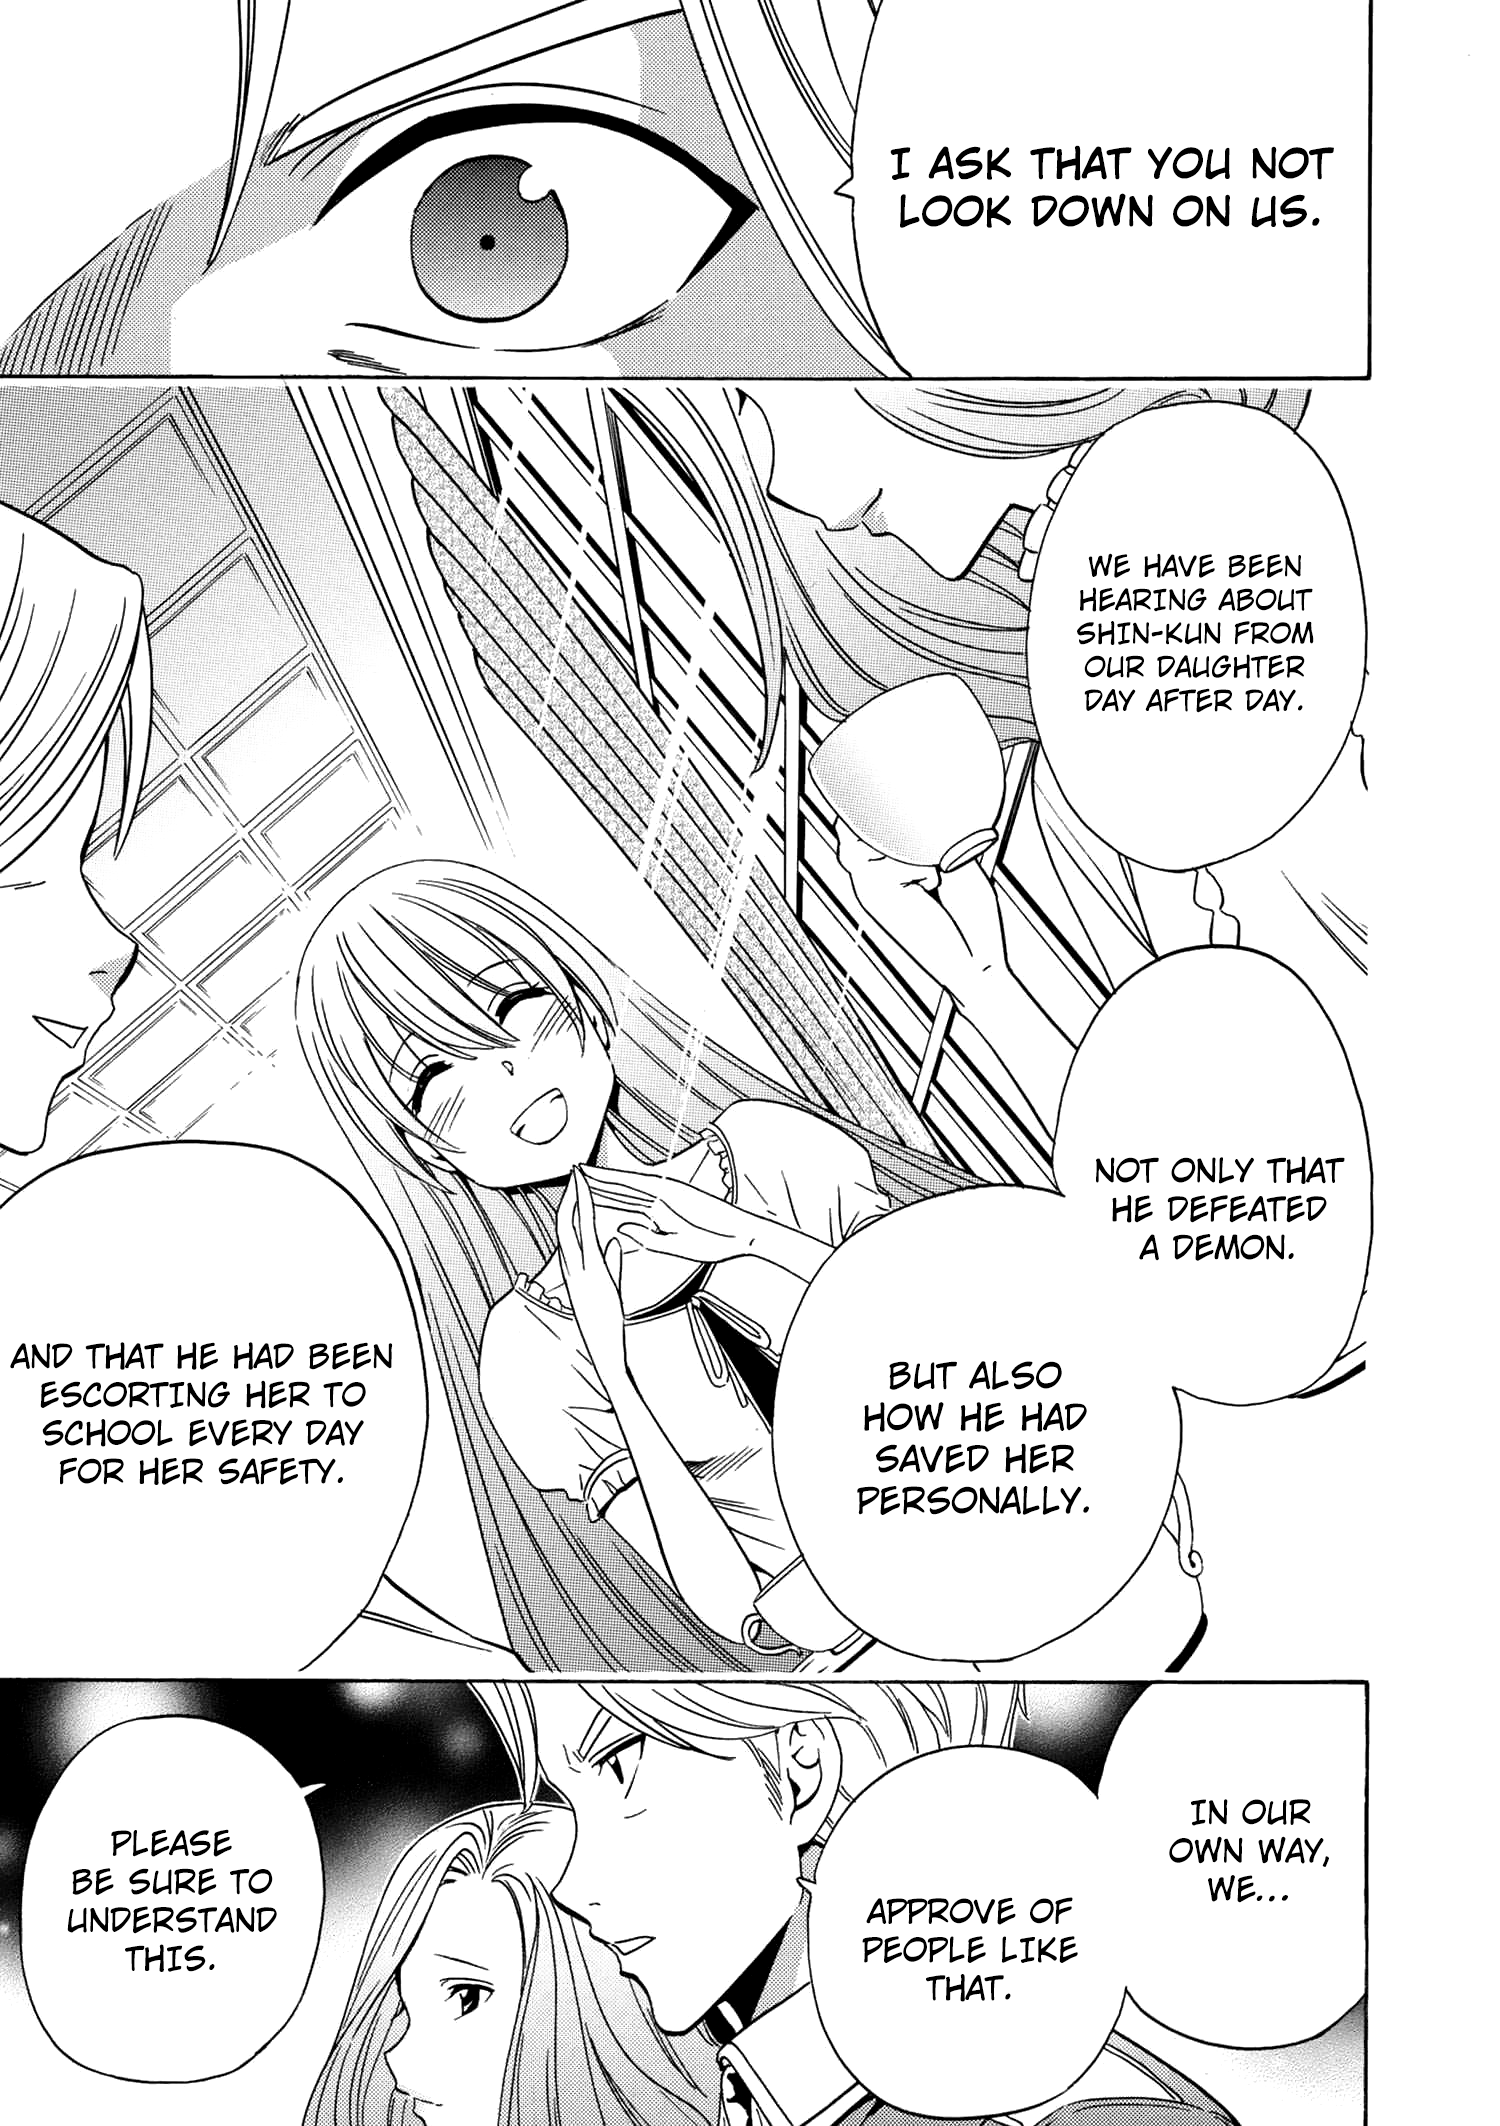 I ASK THAT YOU NOT
LOOK DOWN ON US.
WE HAVE BEEN
HEARING ABOUT
SHIN-KUN FROM
OUR DAUGHTER
DAY AFTER DAY.
NOT ONLY THAT
HE DEFEATED
A DEMON.
BUT ALSO
HOW HE HAD
SAVED HER
PERSONALLY.
AND THAT HE HAD BEEN
ESCORTING HER TO
SCHOOL EVERY DAY
FOR HER SAFETY.
IN OUR
OWN WAY,
WE...
APPROVE OF
PEOPLE LIKE
THAT.
PLEASE
BE SURE TO
UNDERSTAND
THIS.